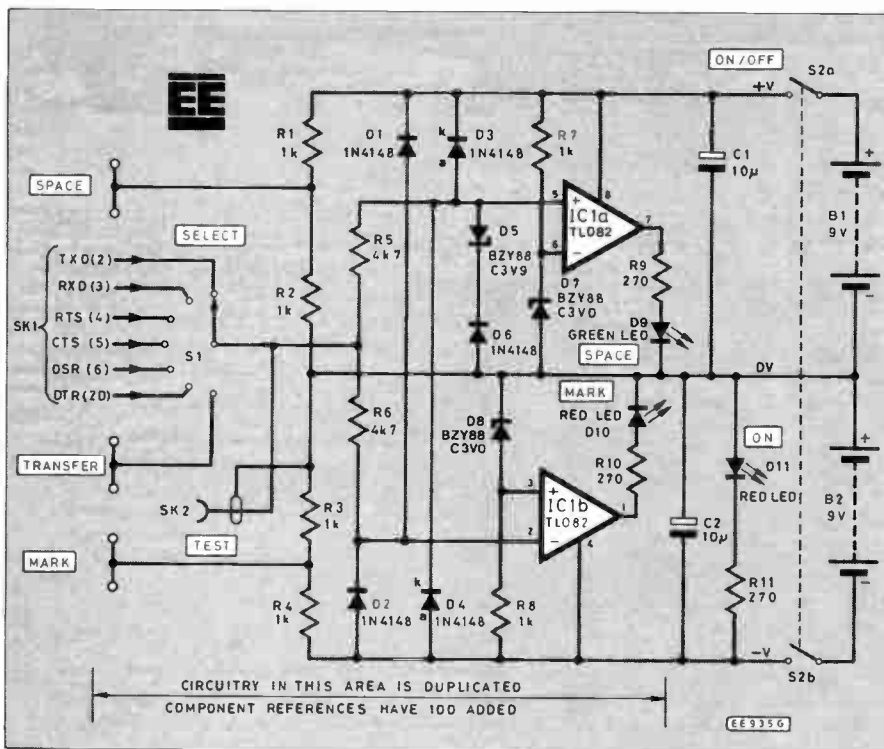 EE
ON/OFF
S2a
+V
R1
1k
D1
1N4148
k
D3
1N4148
a
R7
1k
C1
10µ
+
B1
9V
−
SPACE
SELECT
TXD(2)
RXD(3)
RTS(4)
CTS(5)
DSR(6)
DTR(20)
SK1
S1
R5
4k7
R2
1k
D5
BZY88
C3V9
D6
1N4148
5
+
6
−
8
IC1a
TL082
7
D7
BZY88
C3V0
R9
270
D9
GREEN LED
SPACE
0V
MARK
RED LED
D10
D8
BZY88
C3V0
R6
4k7
R10
270
ON
D11
RED LED
+
B2
9V
−
TRANSFER
SK2
TEST
R3
1k
3
+
2
−
IC1b
TL082
1
4
C2
10µ
MARK
R4
1k
D2
1N4148
k
D4
1N4148
a
R8
1k
R11
270
−V
S2b
CIRCUITRY IN THIS AREA IS DUPLICATED
COMPONENT REFERENCES HAVE 100 ADDED
EE935G